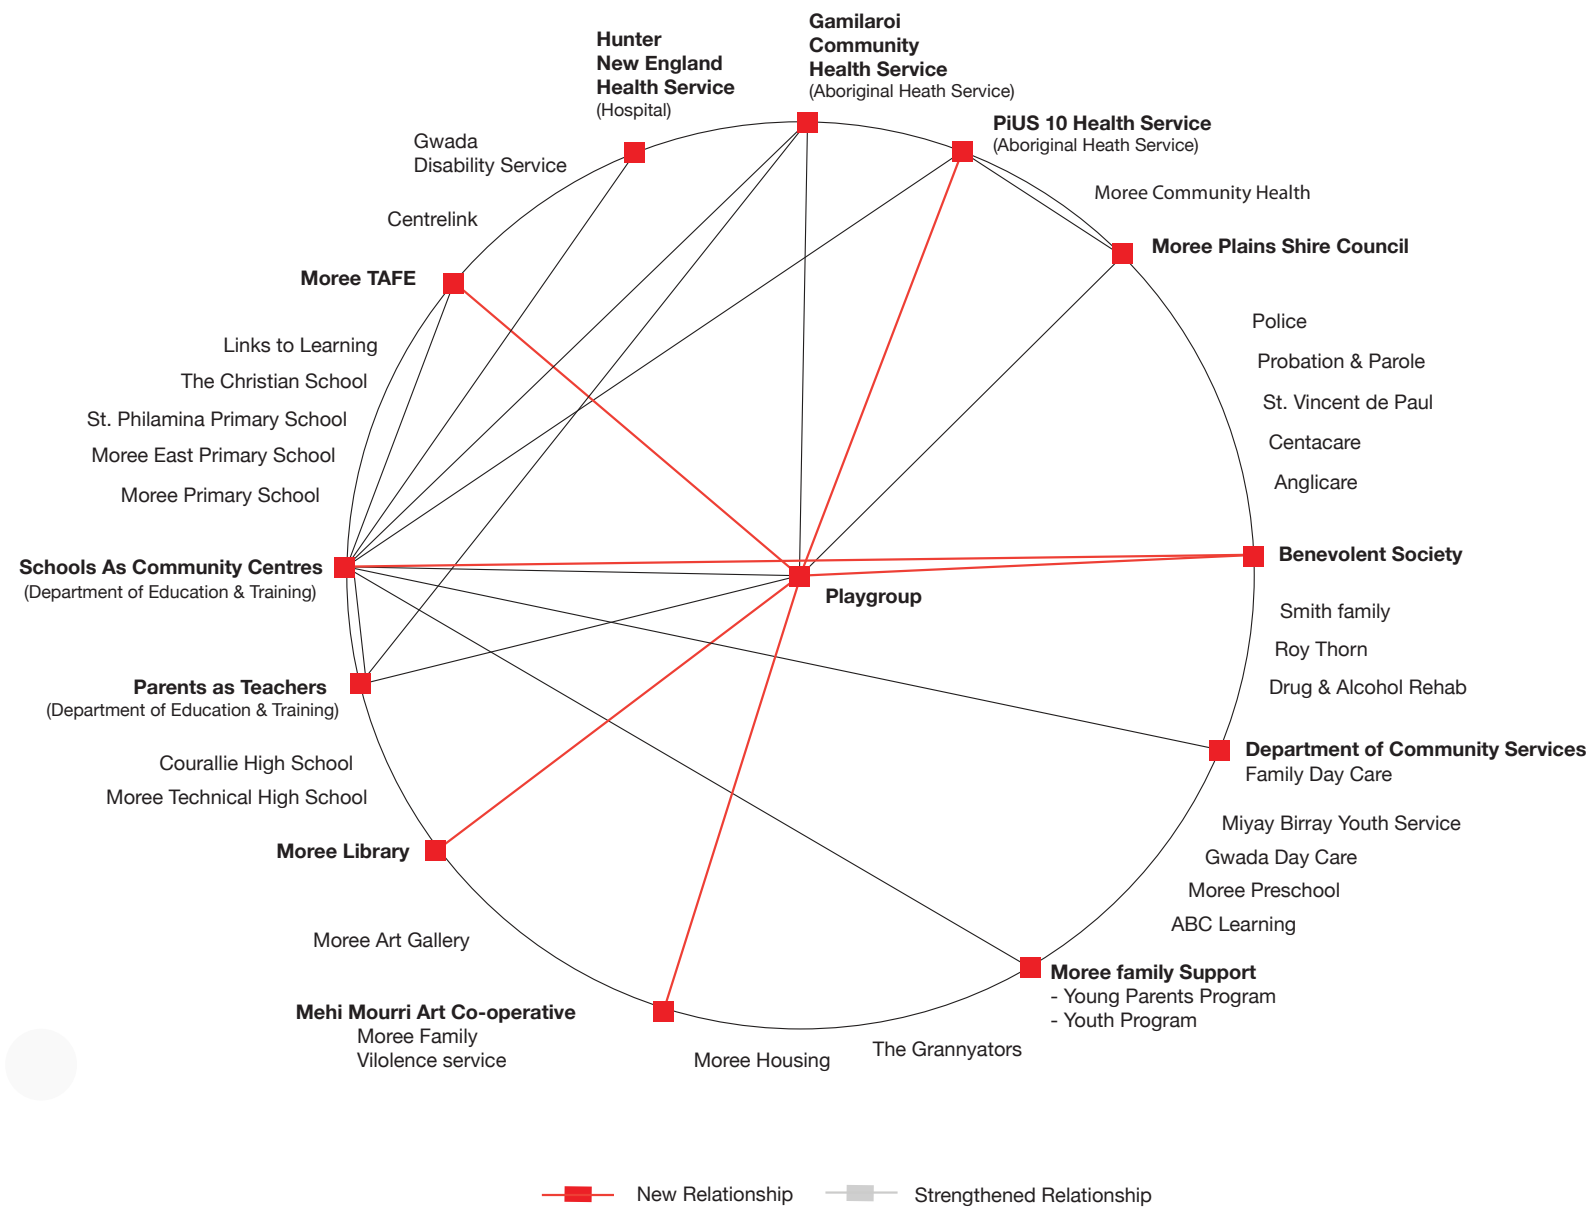 Hunter
New England
Health Service
(Hospital)
Gamilaroi
Community
Health Service
(Aboriginal Heath Service)
PiUS 10 Health Service
(Aboriginal Heath Service)
Gwada
Disability Service
Moree Community Health
Centrelink
Moree Plains Shire Council
Moree TAFE
Police
Links to Learning
Probation & Parole
The Christian School
St. Vincent de Paul
St. Philamina Primary School
Centacare
Moree East Primary School
Anglicare
Moree Primary School
Schools As Community Centres
(Department of Education & Training)
Benevolent Society
Playgroup
Smith family
Roy Thorn
Drug & Alcohol Rehab
Parents as Teachers
(Department of Education & Training)
Department of Community Services
Family Day Care
Courallie High School
Moree Technical High School
Miyay Birray Youth Service
Moree Library
Gwada Day Care
Moree Preschool
ABC Learning
Moree Art Gallery
Moree family Support
- Young Parents Program
- Youth Program
Mehi Mourri Art Co-operative
Moree Family
Vilolence service
Moree Housing
The Grannyators
New Relationship
Strengthened Relationship